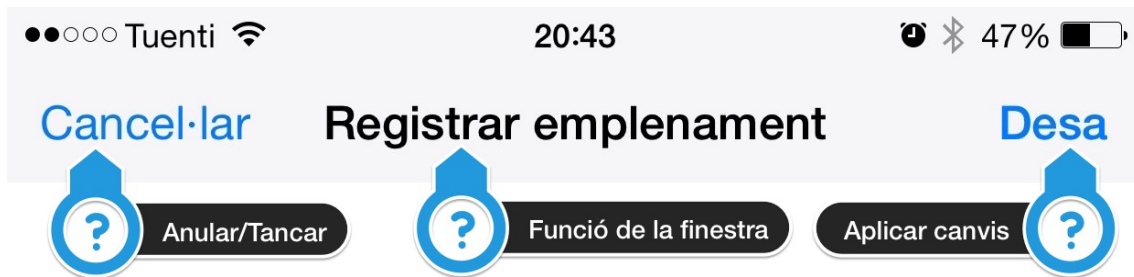 Tuenti 20:43 47%
Cancel·lar Registrar emplenament Desa
? Anular/Tancar ? Funció de la finestra Aplicar canvis ?